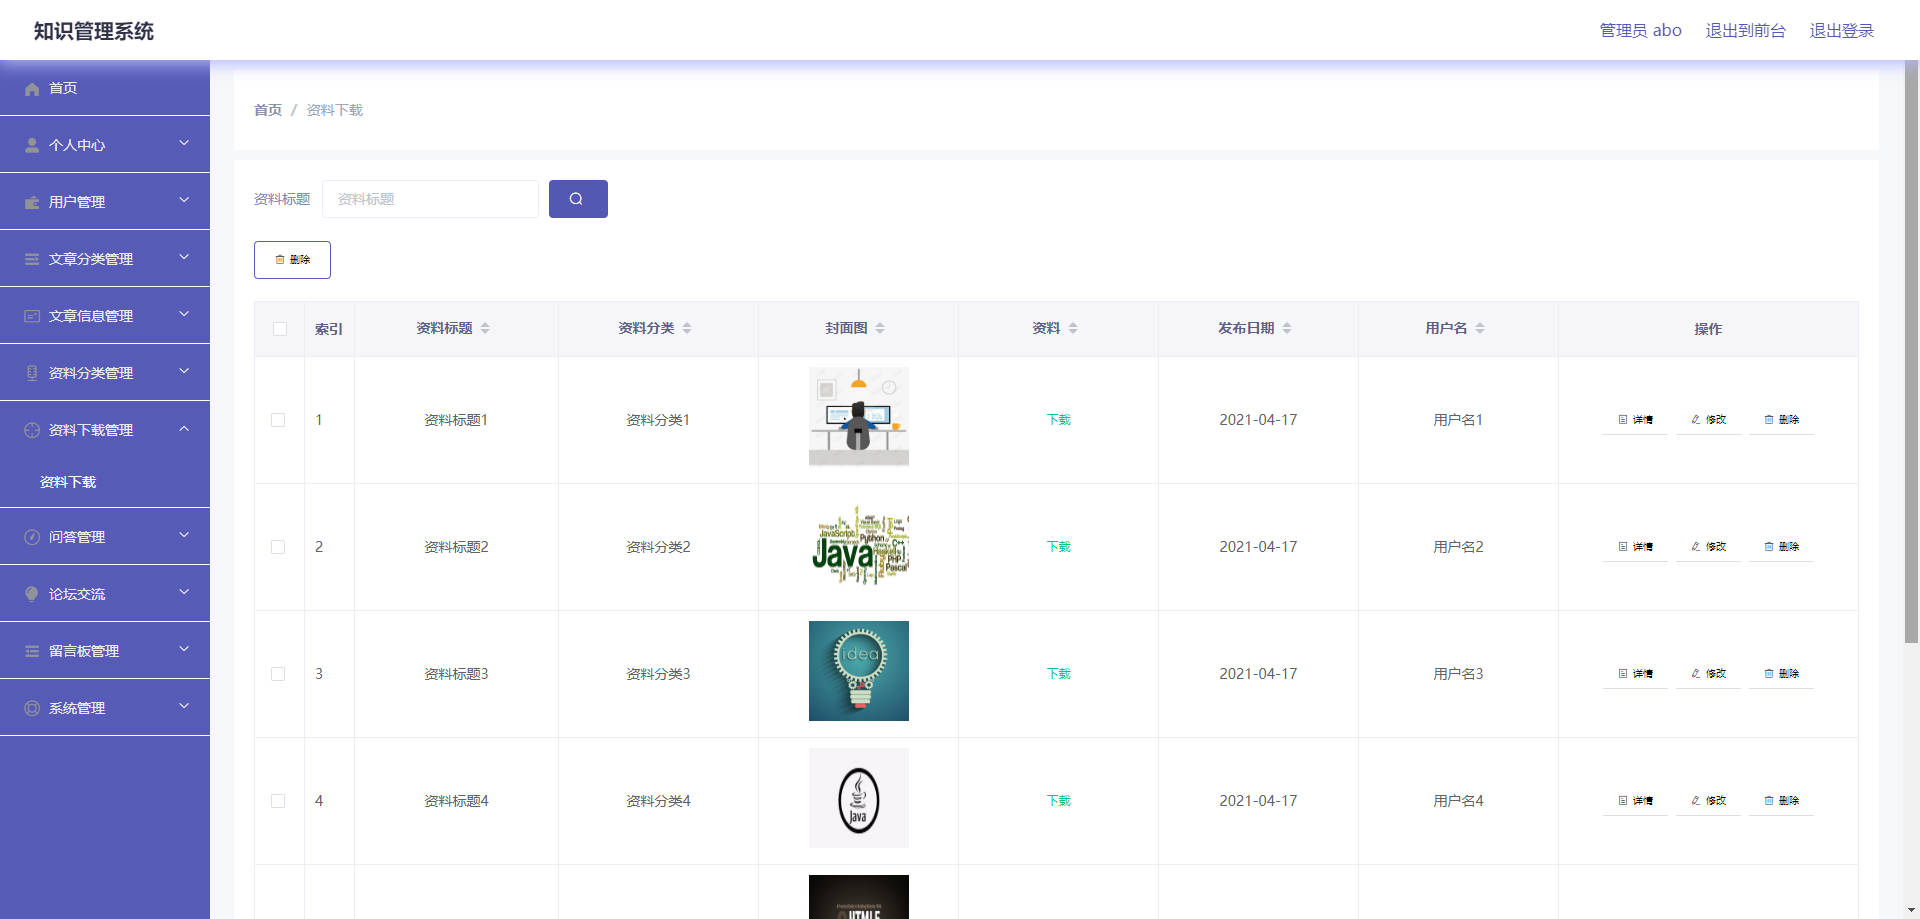 知识管理系统
管理员 abo 退出到前台 退出登录
首页
个人中心
用户管理
文章分类管理
文章信息管理
资料分类管理
资料下载管理
资料下载
问答管理
论坛交流
留言板管理
系统管理
首页 / 资料下载
资料标题 资料标题
删除
索引 资料标题 资料分类 封面图 资料 发布日期 用户名 操作
1 资料标题1 资料分类1 下载 2021-04-17 用户名1 详情 修改 删除
JavaScript
Python
Java
C++
PHP
Pascal
2 资料标题2 资料分类2 下载 2021-04-17 用户名2 详情 修改 删除
idea
3 资料标题3 资料分类3 下载 2021-04-17 用户名3 详情 修改 删除
Java
4 资料标题4 资料分类4 下载 2021-04-17 用户名4 详情 修改 删除